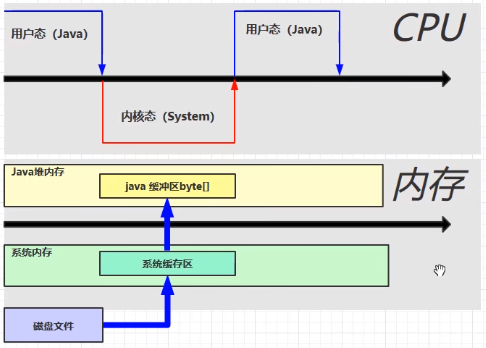 CPU
用户态（Java）
用户态（Java）
内核态（System）
内存
Java堆内存
java 缓冲区byte[]
系统内存
系统缓存区
磁盘文件